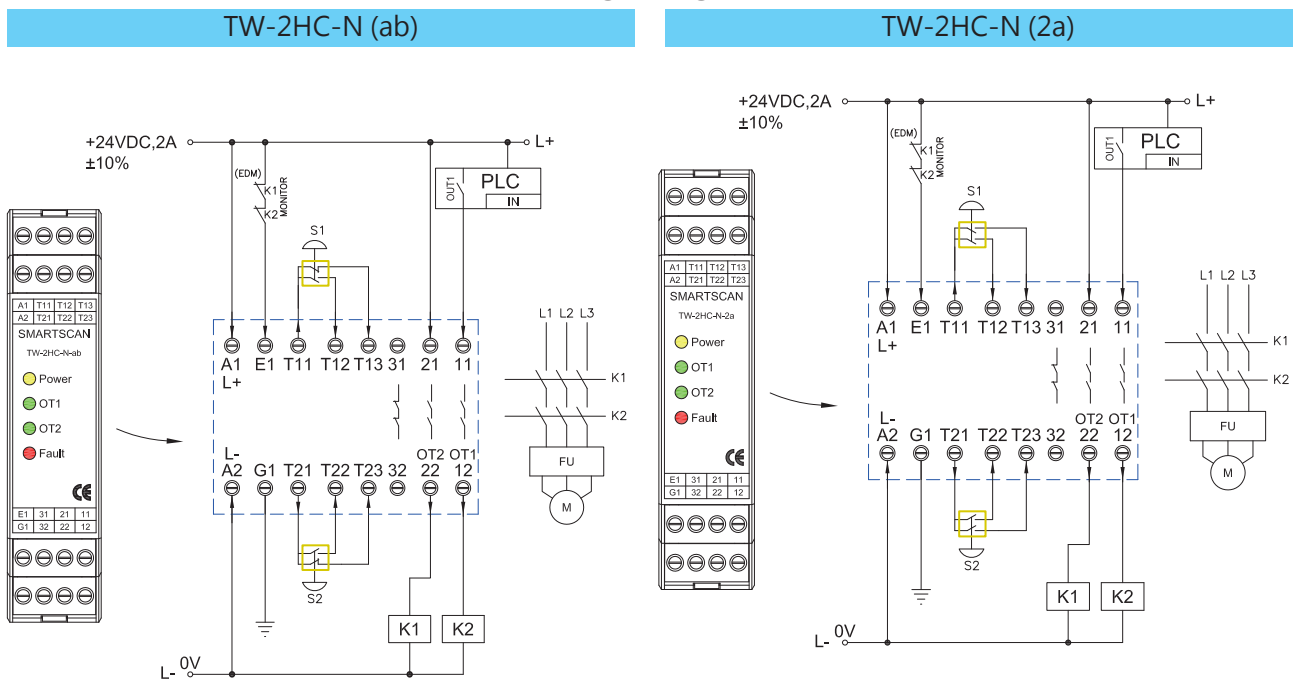 TW-2HC-N (ab)
+24VDC,2A
±10%
L+
(EDM)
K1
K2
MONITOR
OUT1
PLC
IN
S1
A1 T11 T12 T13
A2 T21 T22 T23
SMARTSCAN
TW-2HC-N-ab
Power
OT1
OT2
Fault
CE
E1 31 21 11
G1 32 22 12
A1 E1 T11 T12 T13 31 21 11
L+
L-
OT2 OT1
A2 G1 T21 T22 T23 32 22 12
S2
K1
K2
L- 0V
L1 L2 L3
K1
K2
FU
M
TW-2HC-N (2a)
+24VDC,2A
±10%
L+
(EDM)
K1
K2
MONITOR
OUT1
PLC
IN
S1
A1 T11 T12 T13
A2 T21 T22 T23
SMARTSCAN
TW-2HC-N-2a
Power
OT1
OT2
Fault
CE
E1 31 21 11
G1 32 22 12
A1 E1 T11 T12 T13 31 21 11
L+
L-
OT2 OT1
A2 G1 T21 T22 T23 32 22 12
S2
K1
K2
L- 0V
L1 L2 L3
K1
K2
FU
M